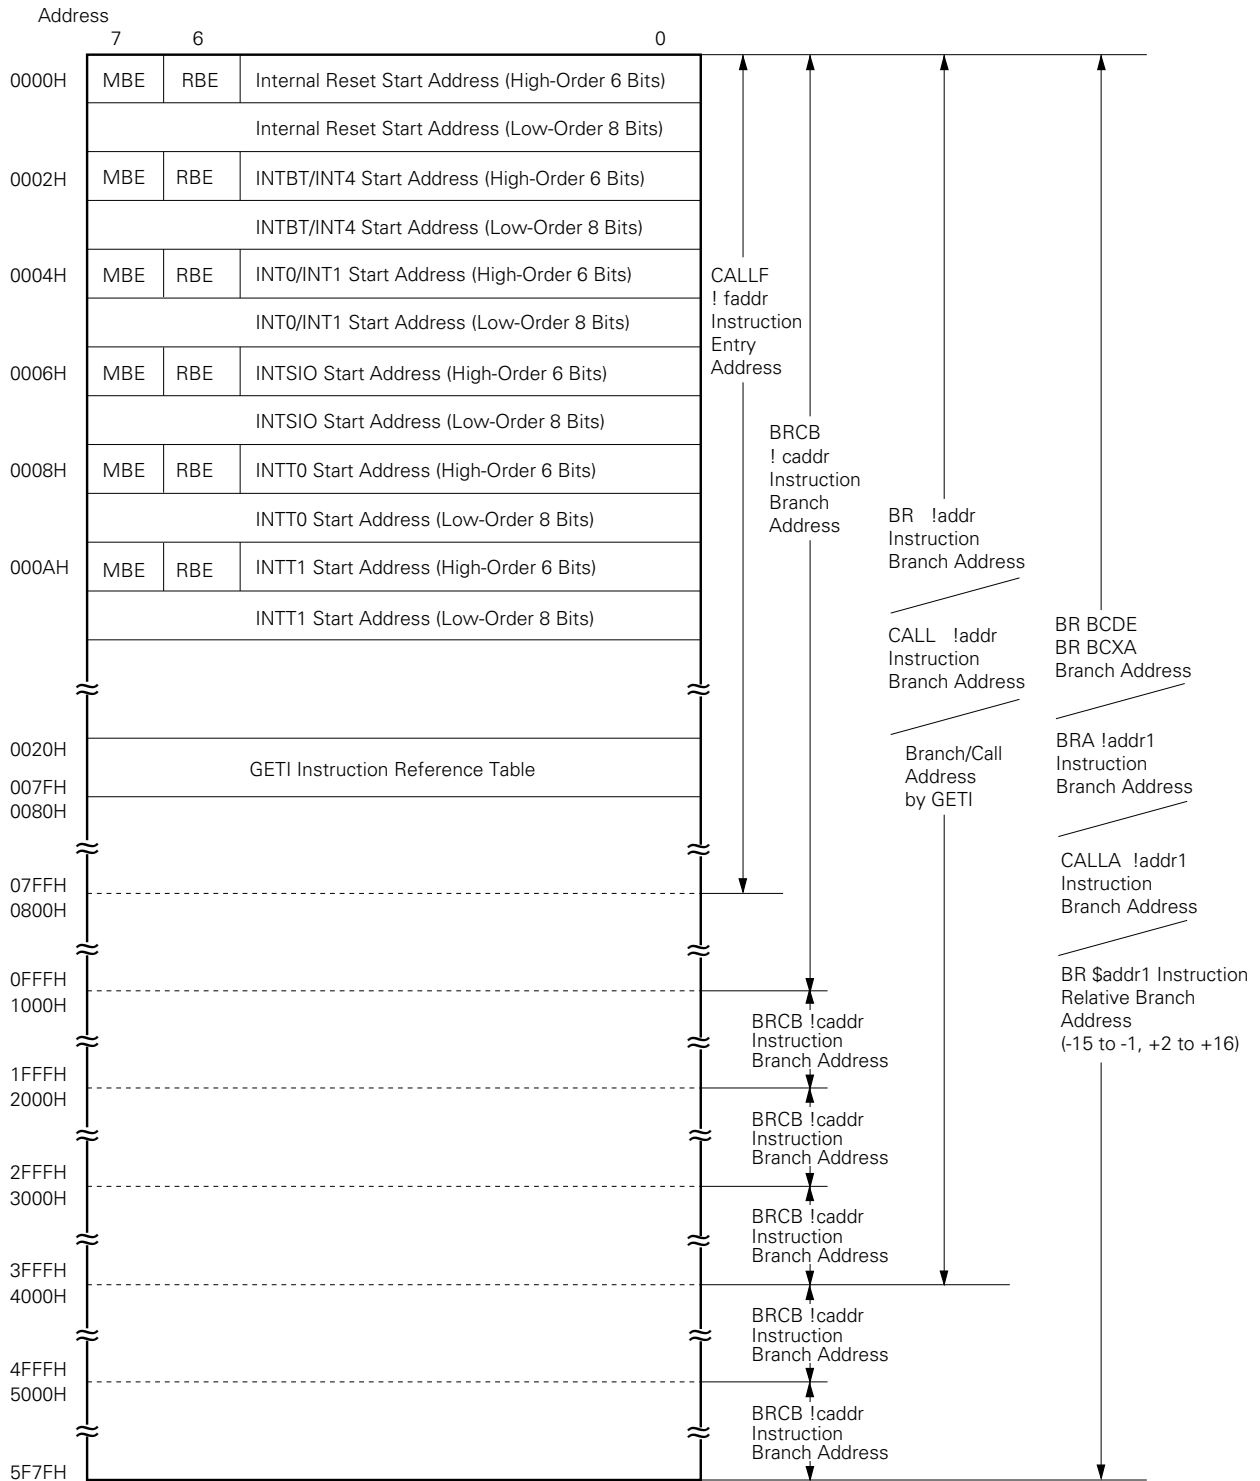 Address
7 6 0
0000H MBE RBE Internal Reset Start Address (High-Order 6 Bits)
Internal Reset Start Address (Low-Order 8 Bits)
0002H MBE RBE INTBT/INT4 Start Address (High-Order 6 Bits)
INTBT/INT4 Start Address (Low-Order 8 Bits)
0004H MBE RBE INT0/INT1 Start Address (High-Order 6 Bits)
INT0/INT1 Start Address (Low-Order 8 Bits)
0006H MBE RBE INTSIO Start Address (High-Order 6 Bits)
INTSIO Start Address (Low-Order 8 Bits)
0008H MBE RBE INTT0 Start Address (High-Order 6 Bits)
INTT0 Start Address (Low-Order 8 Bits)
000AH MBE RBE INTT1 Start Address (High-Order 6 Bits)
INTT1 Start Address (Low-Order 8 Bits)
0020H
GETI Instruction Reference Table
007FH
0080H
07FFH
0800H
0FFFH
1000H
1FFFH
2000H
2FFFH
3000H
3FFFH
4000H
4FFFH
5000H
5F7FH
CALLF
! faddr
Instruction
Entry
Address
BRCB
! caddr
Instruction
Branch
Address
BRCB !caddr
Instruction
Branch Address
BRCB !caddr
Instruction
Branch Address
BRCB !caddr
Instruction
Branch Address
BRCB !caddr
Instruction
Branch Address
BRCB !caddr
Instruction
Branch Address
BR !addr
Instruction
Branch Address
CALL !addr
Instruction
Branch Address
Branch/Call
Address
by GETI
BR BCDE
BR BCXA
Branch Address
BRA !addr1
Instruction
Branch Address
CALLA !addr1
Instruction
Branch Address
BR $addr1 Instruction
Relative Branch
Address
(-15 to -1, +2 to +16)